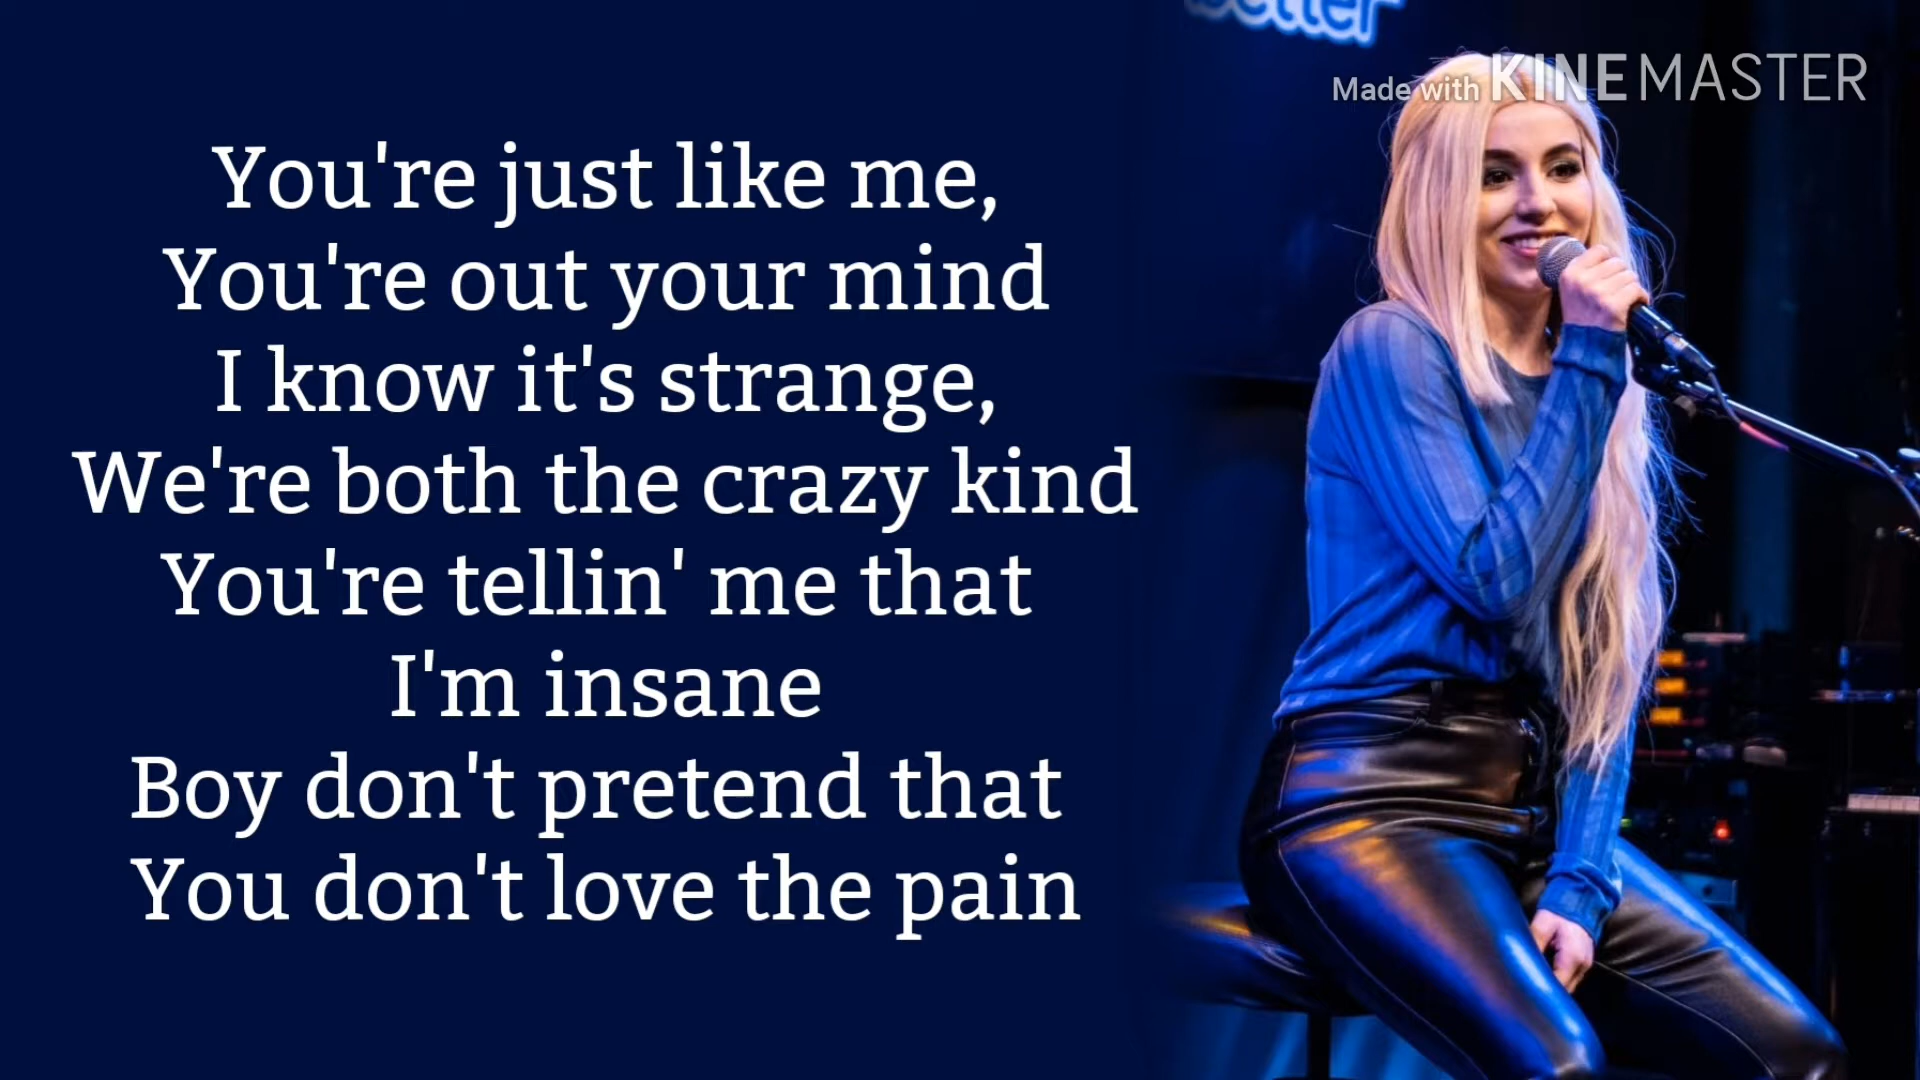 better
Made with KINEMASTER
You're just like me,
You're out your mind
I know it's strange,
We're both the crazy kind
You're tellin' me that
I'm insane
Boy don't pretend that
You don't love the pain